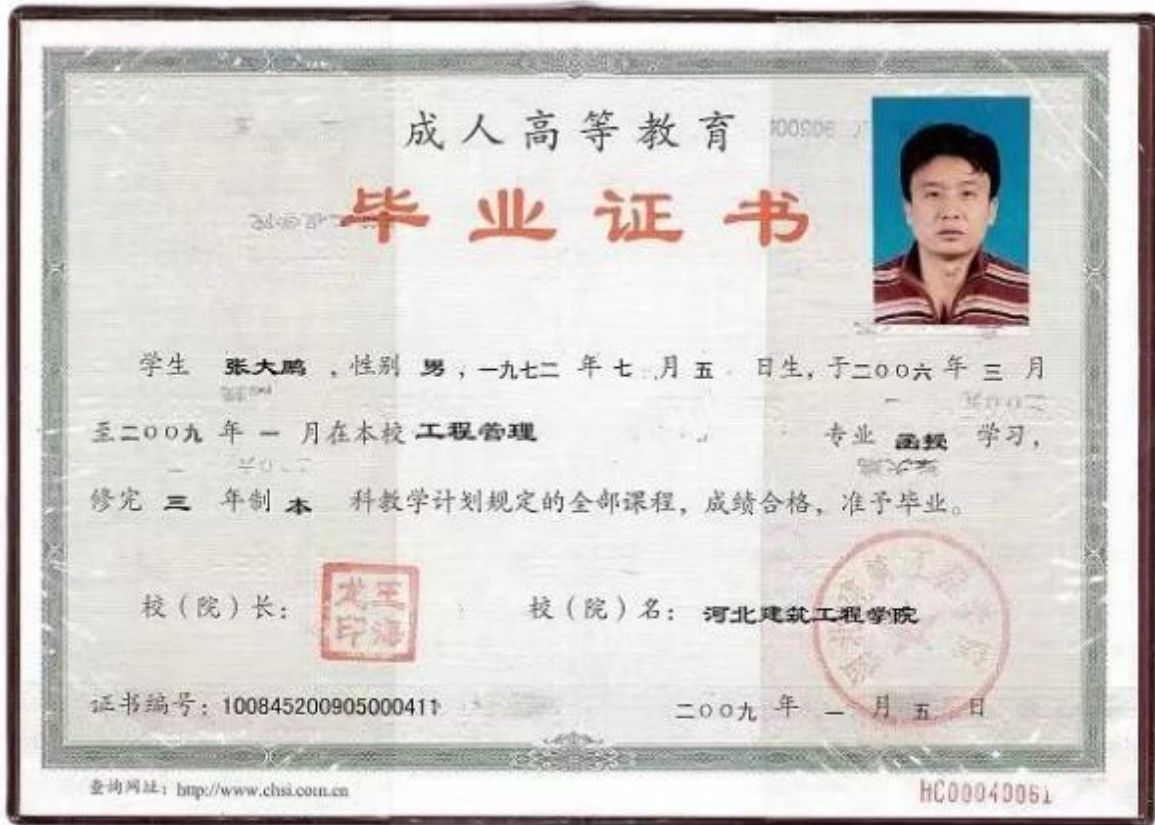 成人高等教育
毕业证书
学生 张大鹏 ，性别 男 ，一九七二 年 七 月 五 日生，于二00六 年 三 月
至二00九 年 一 月在本校 工程管理 专业 函授 学习，
修完 三 年制 本 科教学计划规定的全部课程，成绩合格，准予毕业。
校（院）长： 王海龙印 校（院）名： 河北建筑工程学院
证书编号：100845200905000411 二00九 年 一 月 五 日
查询网址：http://www.chsi.com.cn HC00040061